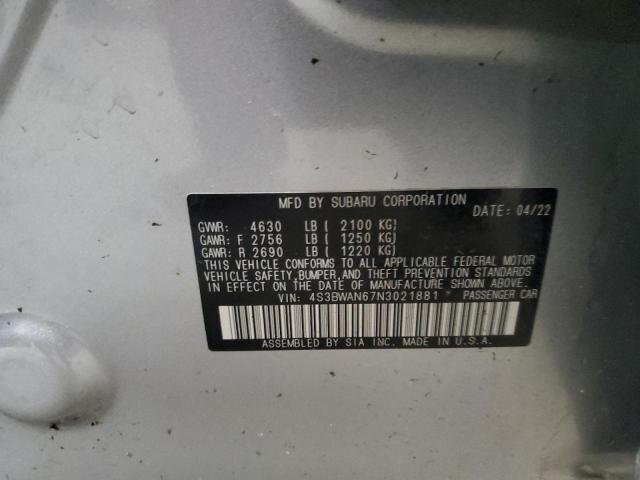 MFD BY SUBARU CORPORATION
DATE: 04/22
GVWR: 4630 LB ( 2100 KG)
GAWR: F 2756 LB ( 1250 KG)
GAWR: R 2690 LB ( 1220 KG)
THIS VEHICLE CONFORMS TO ALL APPLICABLE FEDERAL MOTOR
VEHICLE SAFETY, BUMPER, AND THEFT PREVENTION STANDARDS
IN EFFECT ON THE DATE OF MANUFACTURE SHOWN ABOVE.
VIN: 4S3BWAN67N3021881 * PASSENGER CAR
ASSEMBLED BY SIA INC. MADE IN U.S.A.